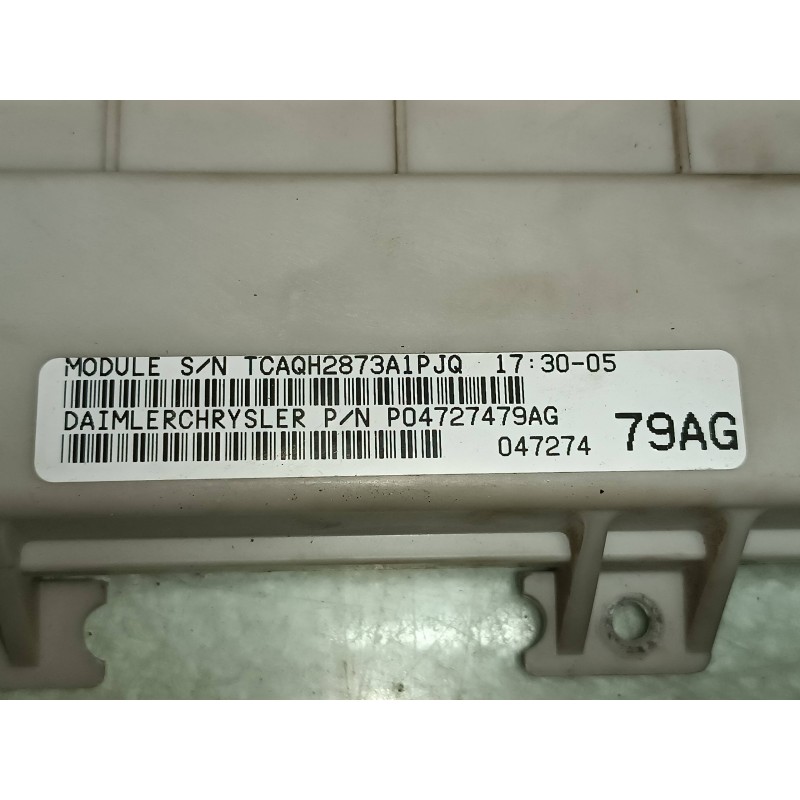 MODULE S/N TCAQH2873A1PJQ 17:30-05
DAIMLERCHRYSLER P/N P04727479AG
047274 79AG